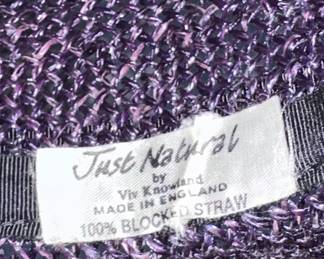 Just Natural
by
Viv Knowland
MADE IN ENGLAND
100% BLOCKED STRAW